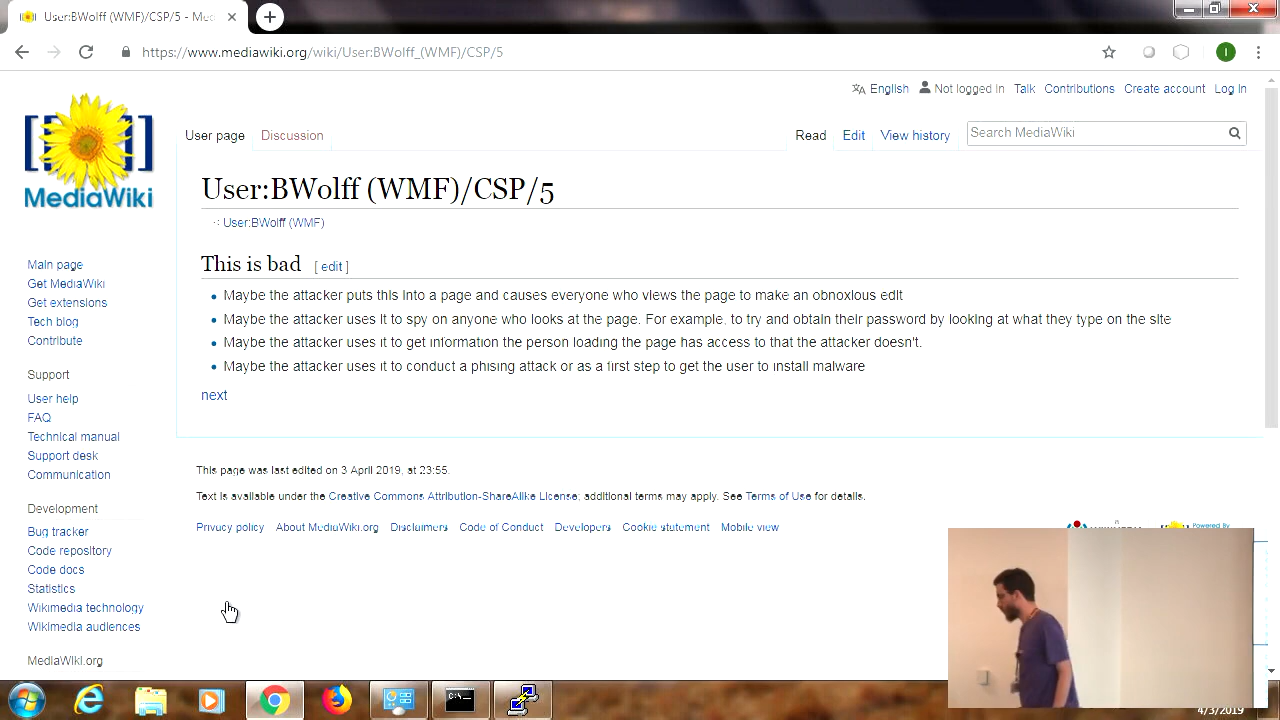 User:BWolff (WMF)/CSP/5 - Me
https://www.mediawiki.org/wiki/User:BWolff_(WMF)/CSP/5
I
English Not logged in Talk Contributions Create account Log in
MediaWiki
User page Discussion
Read Edit View history
Search MediaWiki
User:BWolff (WMF)/CSP/5
User:BWolff (WMF)
This is bad [ edit ]
Maybe the attacker puts this into a page and causes everyone who views the page to make an obnoxious edit
Maybe the attacker uses it to spy on anyone who looks at the page. For example, to try and obtain their password by looking at what they type on the site
Maybe the attacker uses it to get information the person loading the page has access to that the attacker doesn't.
Maybe the attacker uses it to conduct a phising attack or as a first step to get the user to install malware
next
Main page
Get MediaWiki
Get extensions
Tech blog
Contribute
Support
User help
FAQ
Technical manual
Support desk
Communication
Development
Bug tracker
Code repository
Code docs
Statistics
Wikimedia technology
Wikimedia audiences
MediaWiki.org
This page was last edited on 3 April 2019, at 23:55.
Text is available under the Creative Commons Attribution-ShareAlike License; additional terms may apply. See Terms of Use for details.
Privacy policy About MediaWiki.org Disclaimers Code of Conduct Developers Cookie statement Mobile view
Powered By
4/3/2019